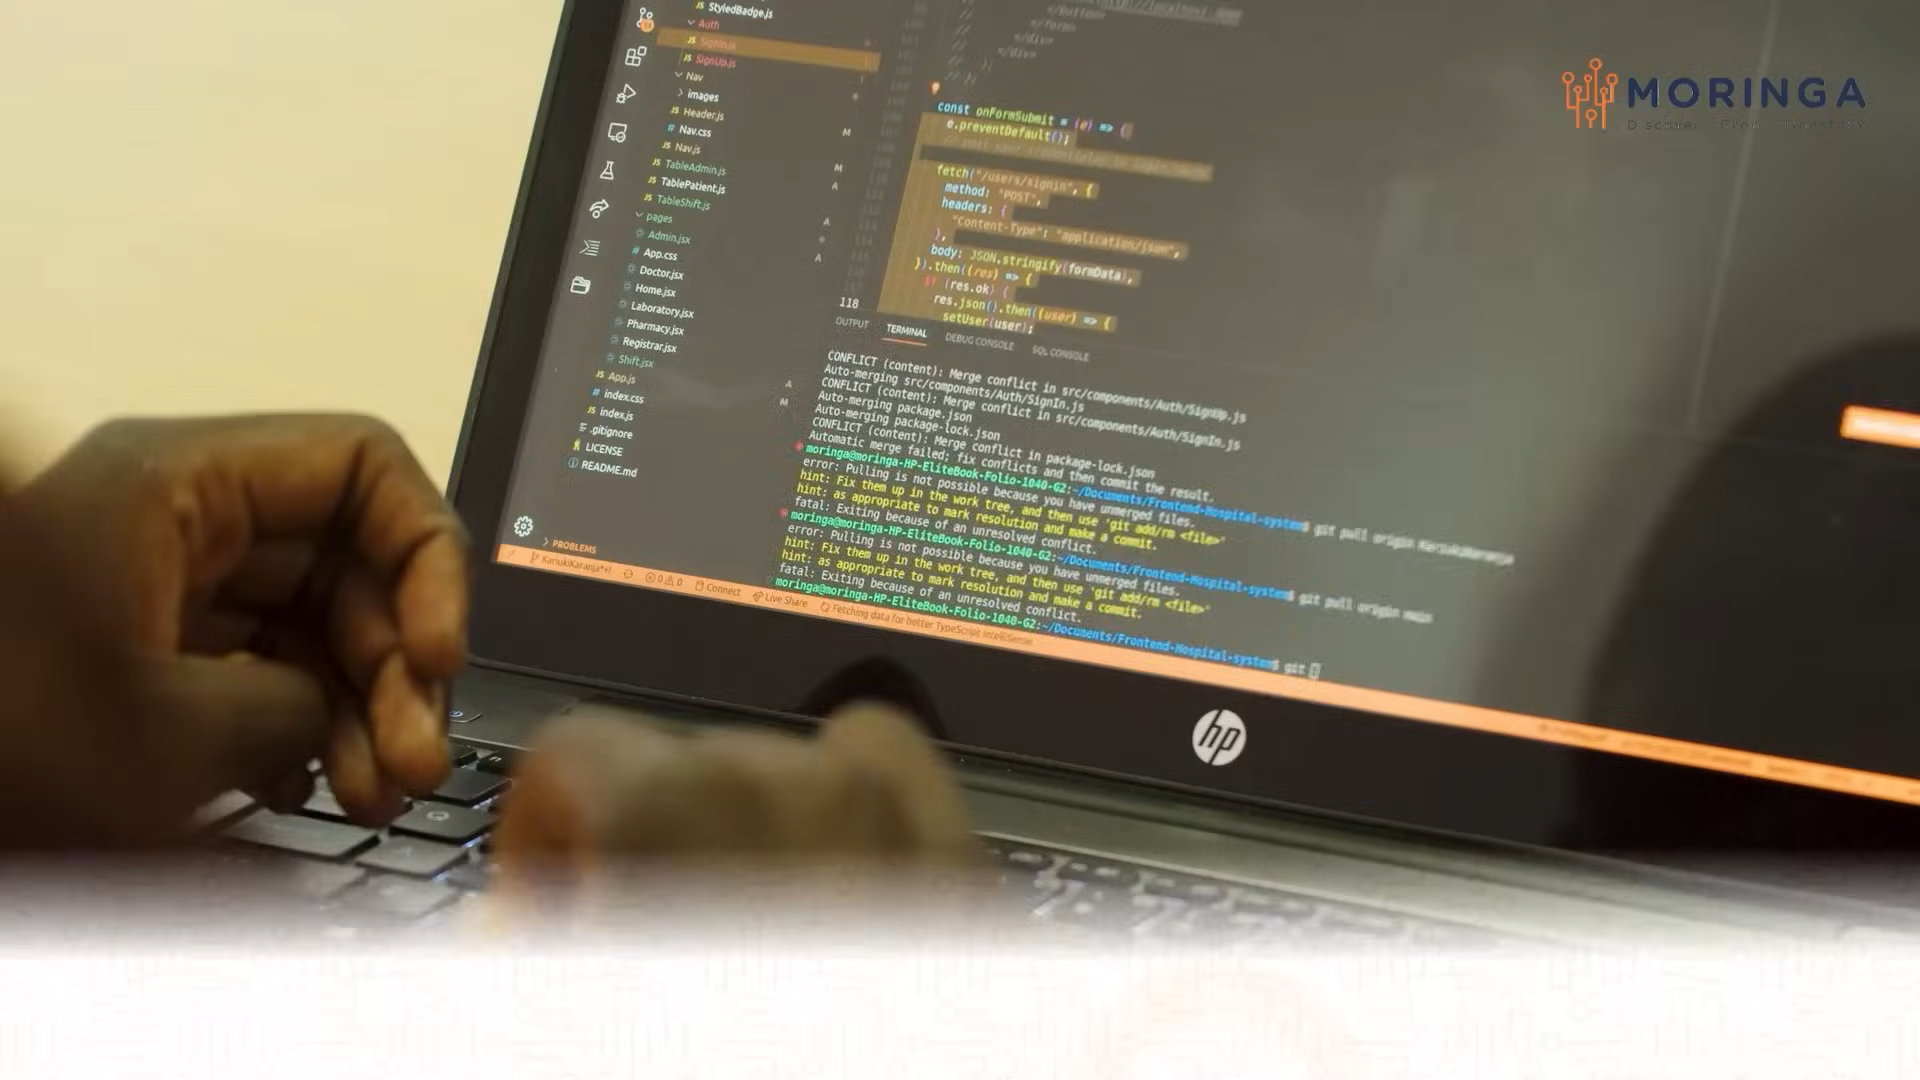 StyledBadge.js
Auth
SignIn.js
SignUp.js
Nav
images
Header.js
Nav.css
M
Nav.js
TableAdmin.js
M
TablePatient.js
A
TableShift.js
pages
A
Admin.jsx
App.css
A
Doctor.jsx
Home.jsx
Laboratory.jsx
Pharmacy.jsx
Registrar.jsx
Shift.jsx
App.js
A
index.css
M
index.js
.gitignore
LICENSE
README.md
PROBLEMS
</Button>
</form>
</div>
</div>
const onFormSubmit = (e) => {
e.preventDefault();
fetch("/users/signin", {
method: "POST",
headers: {
"Content-Type": "application/json",
},
body: JSON.stringify(formData),
}).then((res) => {
if (res.ok) {
res.json().then((user) => {
118
setUser(user);
OUTPUT TERMINAL DEBUG CONSOLE SQL CONSOLE
CONFLICT (content): Merge conflict in src/components/Auth/SignUp.js
Auto-merging src/components/Auth/SignIn.js
CONFLICT (content): Merge conflict in src/components/Auth/SignIn.js
Auto-merging package.json
Auto-merging package-lock.json
CONFLICT (content): Merge conflict in package-lock.json
Automatic merge failed; fix conflicts and then commit the result.
moringa@moringa-HP-EliteBook-Folio-1040-G2:~/Documents/Frontend-Hospital-system$ git pull origin KariukiKaranja
error: Pulling is not possible because you have unmerged files.
hint: Fix them up in the work tree, and then use 'git add/rm <file>'
hint: as appropriate to mark resolution and make a commit.
fatal: Exiting because of an unresolved conflict.
moringa@moringa-HP-EliteBook-Folio-1040-G2:~/Documents/Frontend-Hospital-system$ git pull origin main
error: Pulling is not possible because you have unmerged files.
hint: Fix them up in the work tree, and then use 'git add/rm <file>'
hint: as appropriate to mark resolution and make a commit.
fatal: Exiting because of an unresolved conflict.
moringa@moringa-HP-EliteBook-Folio-1040-G2:~/Documents/Frontend-Hospital-system$ git
KariukiKaranja*+! 0 0 Connect Live Share Fetching data for better TypeScript IntelliSense
hp
MORINGA